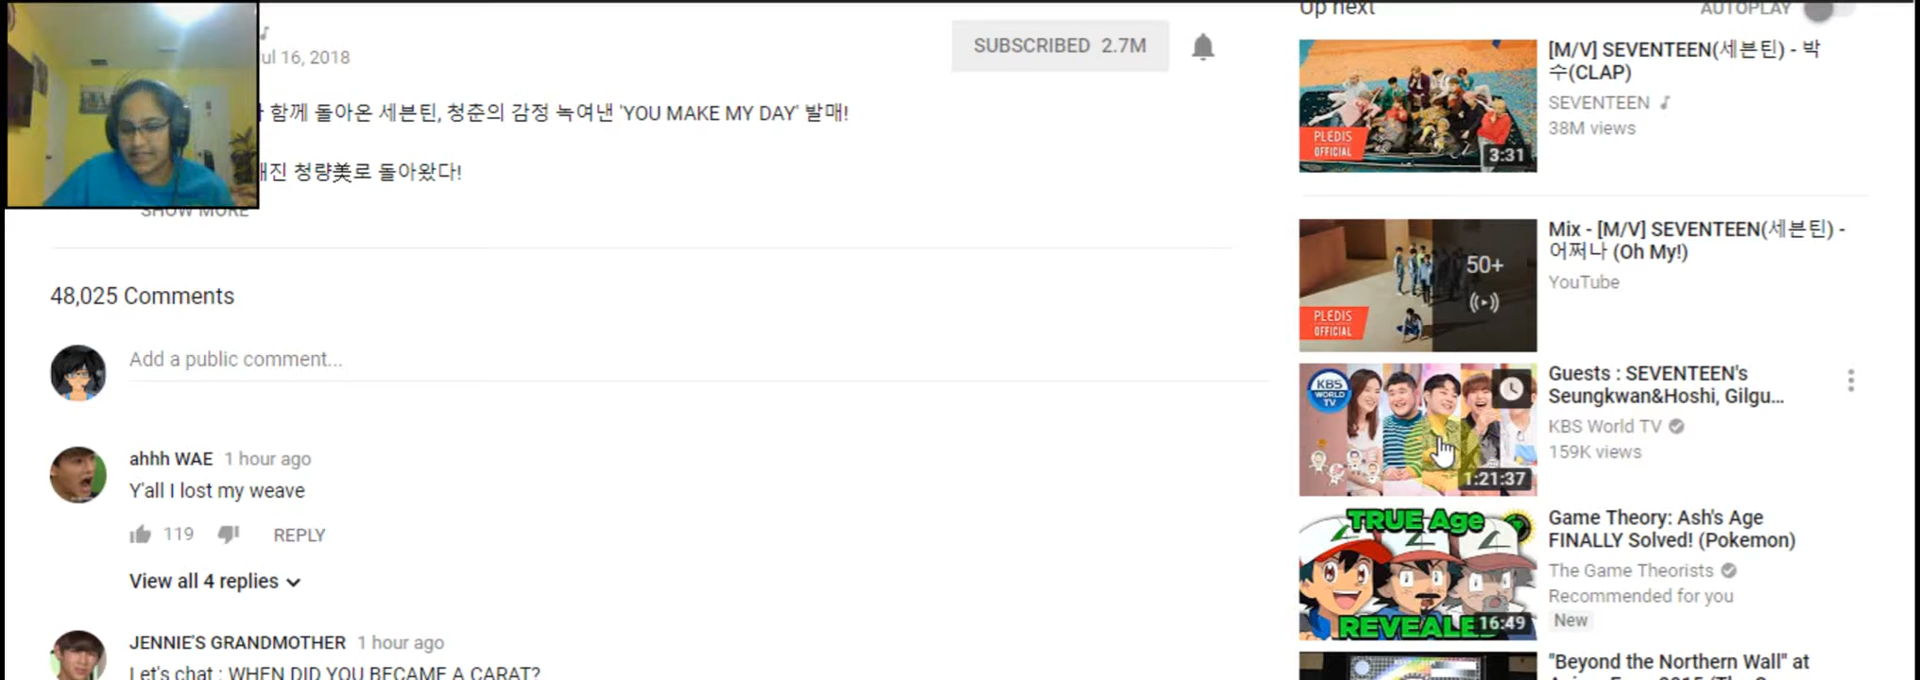 ul 16, 2018
SUBSCRIBED 2.7M
함께 돌아온 세븐틴, 청춘의 감정 녹여낸 'YOU MAKE MY DAY' 발매!
청량美로 돌아왔다!
SHOW MORE
48,025 Comments
Add a public comment...
ahhh WAE 1 hour ago
Y'all I lost my weave
119 REPLY
View all 4 replies
JENNIE'S GRANDMOTHER 1 hour ago
Let's chat : WHEN DID YOU BECAME A CARAT?
Up next AUTOPLAY
PLEDIS
OFFICIAL
3:31
[M/V] SEVENTEEN(세븐틴) - 박
수(CLAP)
SEVENTEEN
38M views
50+
PLEDIS
OFFICIAL
Mix - [M/V] SEVENTEEN(세븐틴) -
어쩌나 (Oh My!)
YouTube
KBS
WORLD
TV
1:21:37
Guests : SEVENTEEN's
Seungkwan&Hoshi, Gilgu...
KBS World TV
159K views
TRUE Age
REVEALE
16:49
Game Theory: Ash's Age
FINALLY Solved! (Pokemon)
The Game Theorists
Recommended for you
New
"Beyond the Northern Wall" at